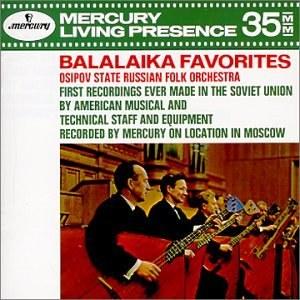 mercury
MERCURY
LIVING PRESENCE
35
BALALAIKA FAVORITES
OSIPOV STATE RUSSIAN FOLK ORCHESTRA
FIRST RECORDINGS EVER MADE IN THE SOVIET UNION
BY AMERICAN MUSICAL AND
TECHNICAL STAFF AND EQUIPMENT
RECORDED BY MERCURY ON LOCATION IN MOSCOW